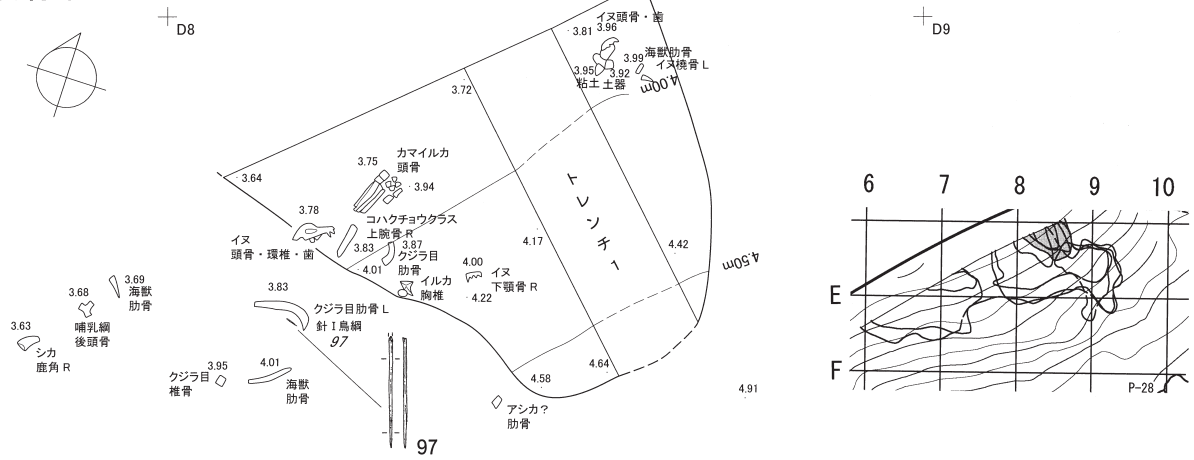 D8
D9
イヌ頭骨・歯
3.81 3.96
3.99 海獣肋骨
イヌ橈骨 L
3.95 3.92
粘土 土器
4.00m
3.72
3.64
カマイルカ
頭骨
3.75
3.94
3.78
イヌ
頭骨・環椎・歯
コハクチョウクラス
上腕骨 R
3.83
3.87
クジラ目
肋骨
4.01
イルカ
胸椎
4.00
イヌ
下顎骨 R
4.22
トレンチ1
4.17
4.42
4.50m
3.69
海獣
肋骨
3.68
哺乳綱
後頭骨
3.63
シカ
鹿角 R
3.83
クジラ目肋骨 L
針Ⅰ鳥綱
97
3.95
クジラ目
椎骨
4.01
海獣
肋骨
97
4.58
4.64
アシカ?
肋骨
4.91
6 7 8 9 10
E
F
P-28